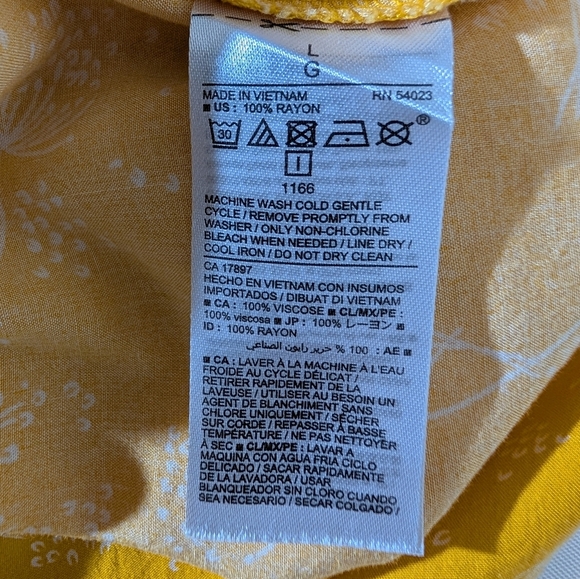 L
G
MADE IN VIETNAM RN 54023
■ US : 100% RAYON
30
®
1166
MACHINE WASH COLD GENTLE
CYCLE / REMOVE PROMPTLY FROM
WASHER / ONLY NON-CHLORINE
BLEACH WHEN NEEDED / LINE DRY /
COOL IRON / DO NOT DRY CLEAN
CA 17897
HECHO EN VIETNAM CON INSUMOS
IMPORTADOS / DIBUAT DI VIETNAM
■ CA : 100% VISCOSE ■ CL/MX/PE :
100% viscosa ■ JP : 100% レーヨン ■
ID : 100% RAYON
■ AE : 100 % حرير رايون الصناعي
■ CA : LAVER À LA MACHINE À L'EAU
FROIDE AU CYCLE DÉLICAT /
RETIRER RAPIDEMENT DE LA
LAVEUSE / UTILISER AU BESOIN UN
AGENT DE BLANCHIMENT SANS
CHLORE UNIQUEMENT / SÉCHER
SUR CORDE / REPASSER À BASSE
TEMPÉRATURE / NE PAS NETTOYER
À SEC ■ CL/MX/PE : LAVAR A
MAQUINA CON AGUA FRIA CICLO
DELICADO / SACAR RAPIDAMENTE
DE LA LAVADORA / USAR
BLANQUEADOR SIN CLORO CUANDO
SEA NECESARIO / SECAR COLGADO /